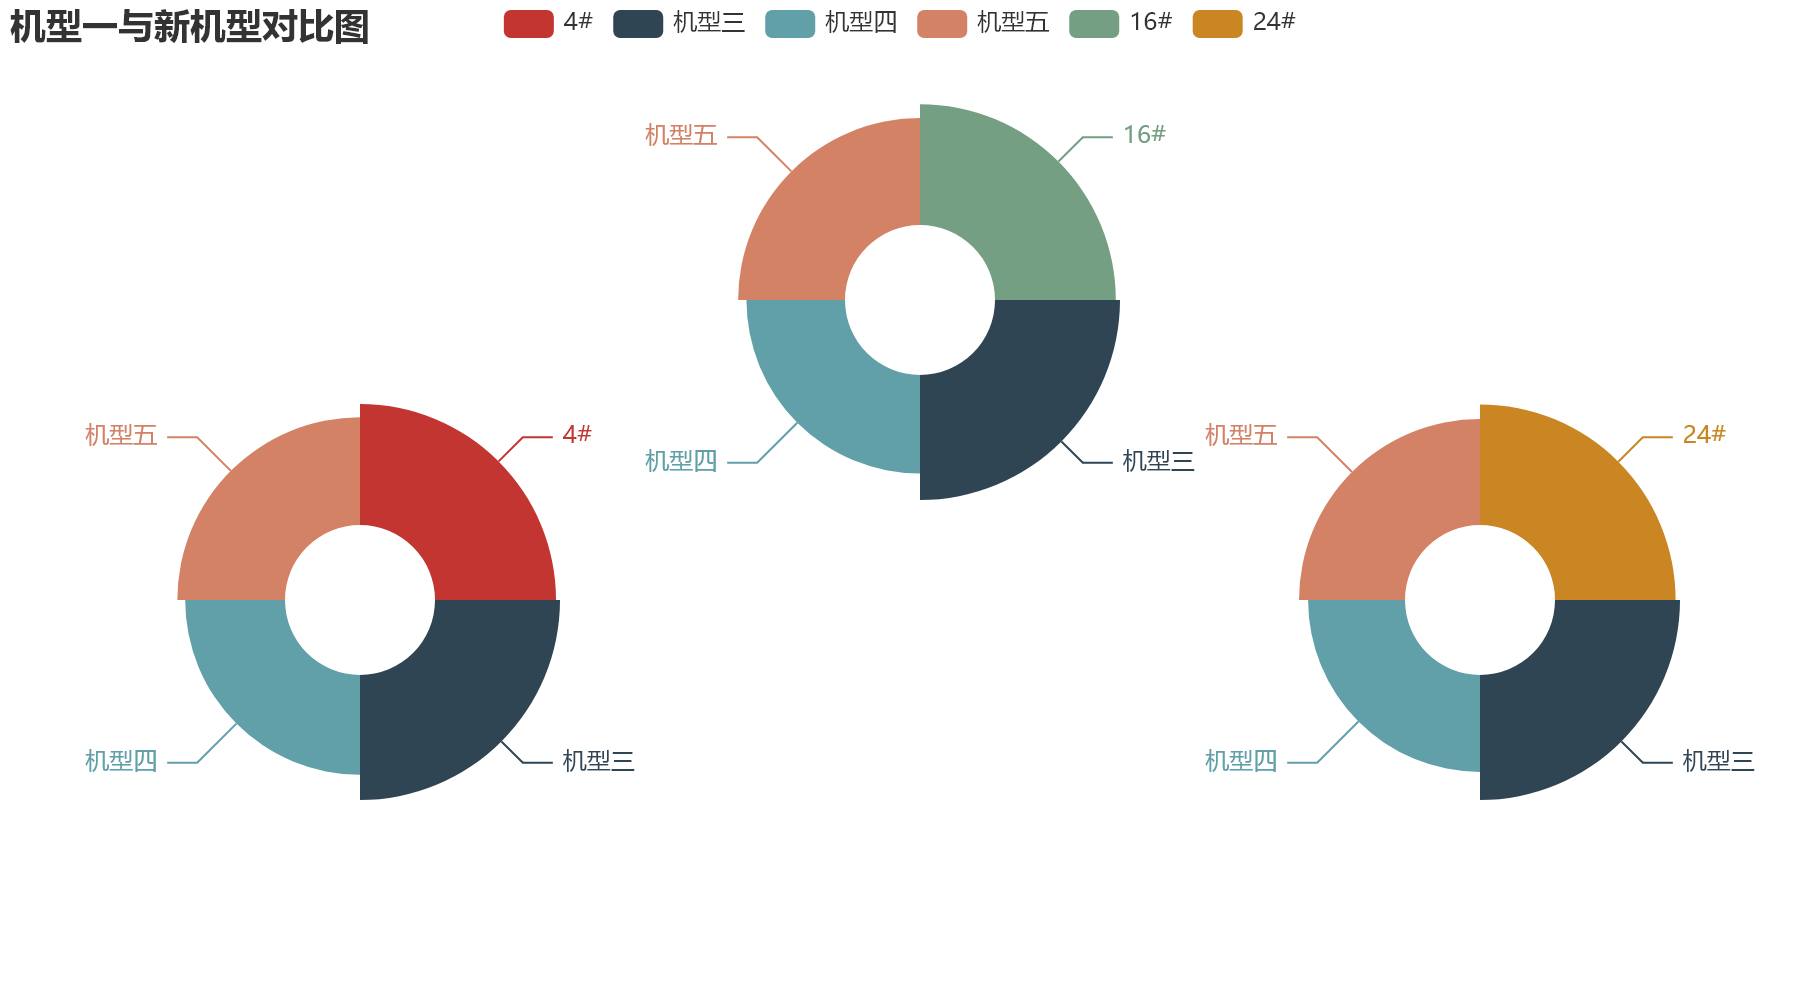 机型一与新机型对比图
4# 机型三 机型四 机型五 16# 24#
机型五 16#
机型四 机型三
机型五 4#
机型四 机型三
机型五 24#
机型四 机型三